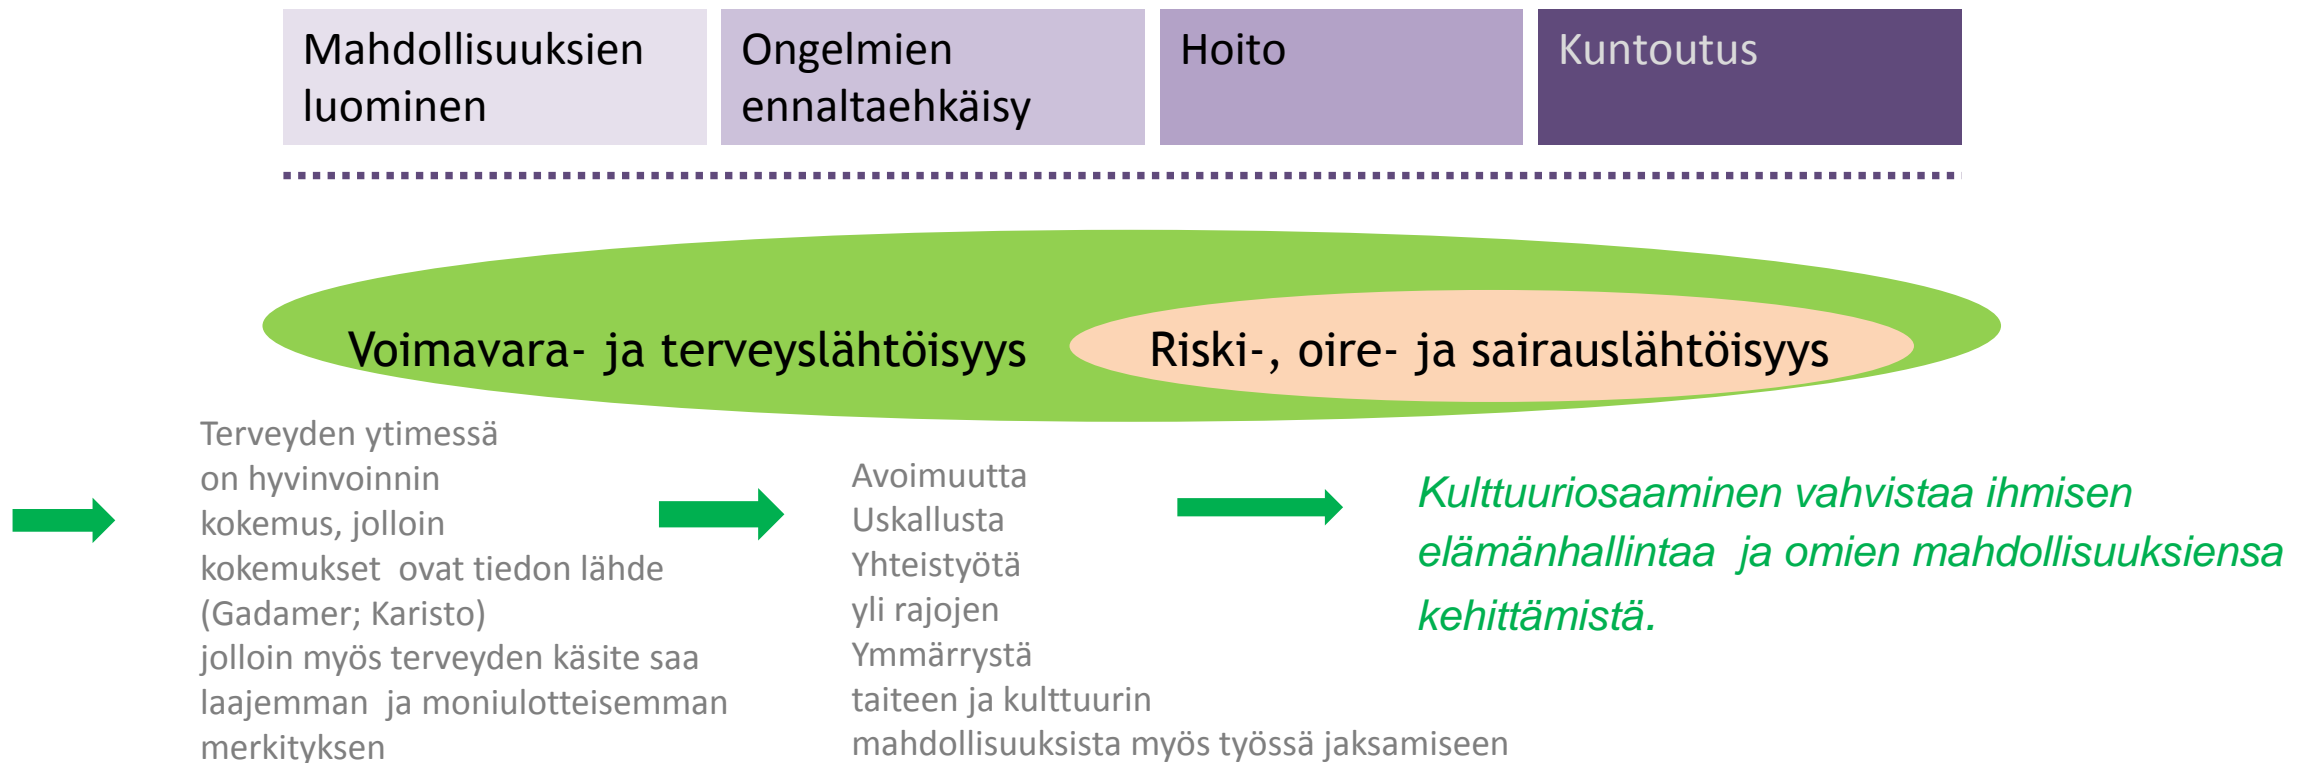 Mahdollisuuksien
luominen
Ongelmien
ennaltaehkäisy
Hoito
Kuntoutus
Voimavara- ja terveyslähtöisyys
Riski-, oire- ja sairauslähtöisyys
Terveyden ytimessä
on hyvinvoinnin
kokemus, jolloin
kokemukset  ovat tiedon lähde
(Gadamer; Karisto)
jolloin myös terveyden käsite saa
laajemman  ja moniulotteisemman
merkityksen
Avoimuutta
Uskallusta
Yhteistyötä
yli rajojen
Ymmärrystä
taiteen ja kulttuurin
mahdollisuuksista myös työssä jaksamiseen
Kulttuuriosaaminen vahvistaa ihmisen
elämänhallintaa  ja omien mahdollisuuksiensa
kehittämistä.